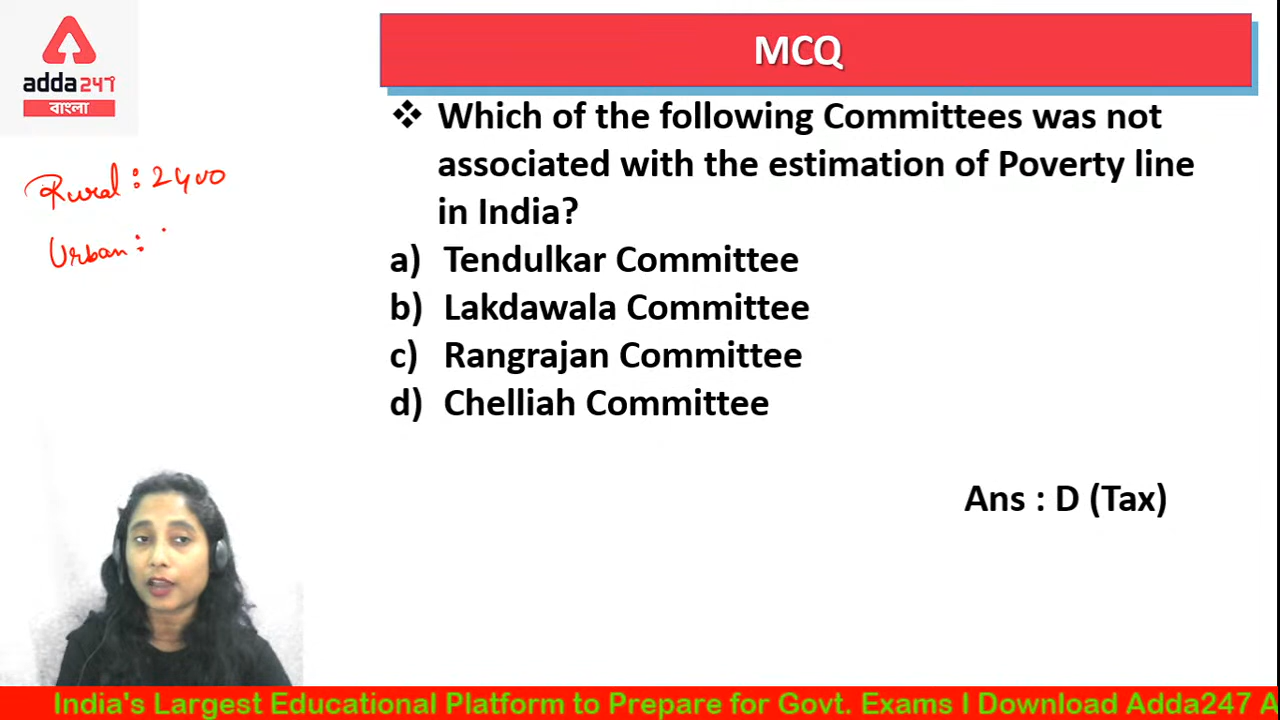 adda247
বাংলা
MCQ
Rural : 2400
Urban :
❖ Which of the following Committees was not
associated with the estimation of Poverty line
in India?
a) Tendulkar Committee
b) Lakdawala Committee
c) Rangrajan Committee
d) Chelliah Committee
Ans : D (Tax)
India's Largest Educational Platform to Prepare for Govt. Exams I Download Adda247 A